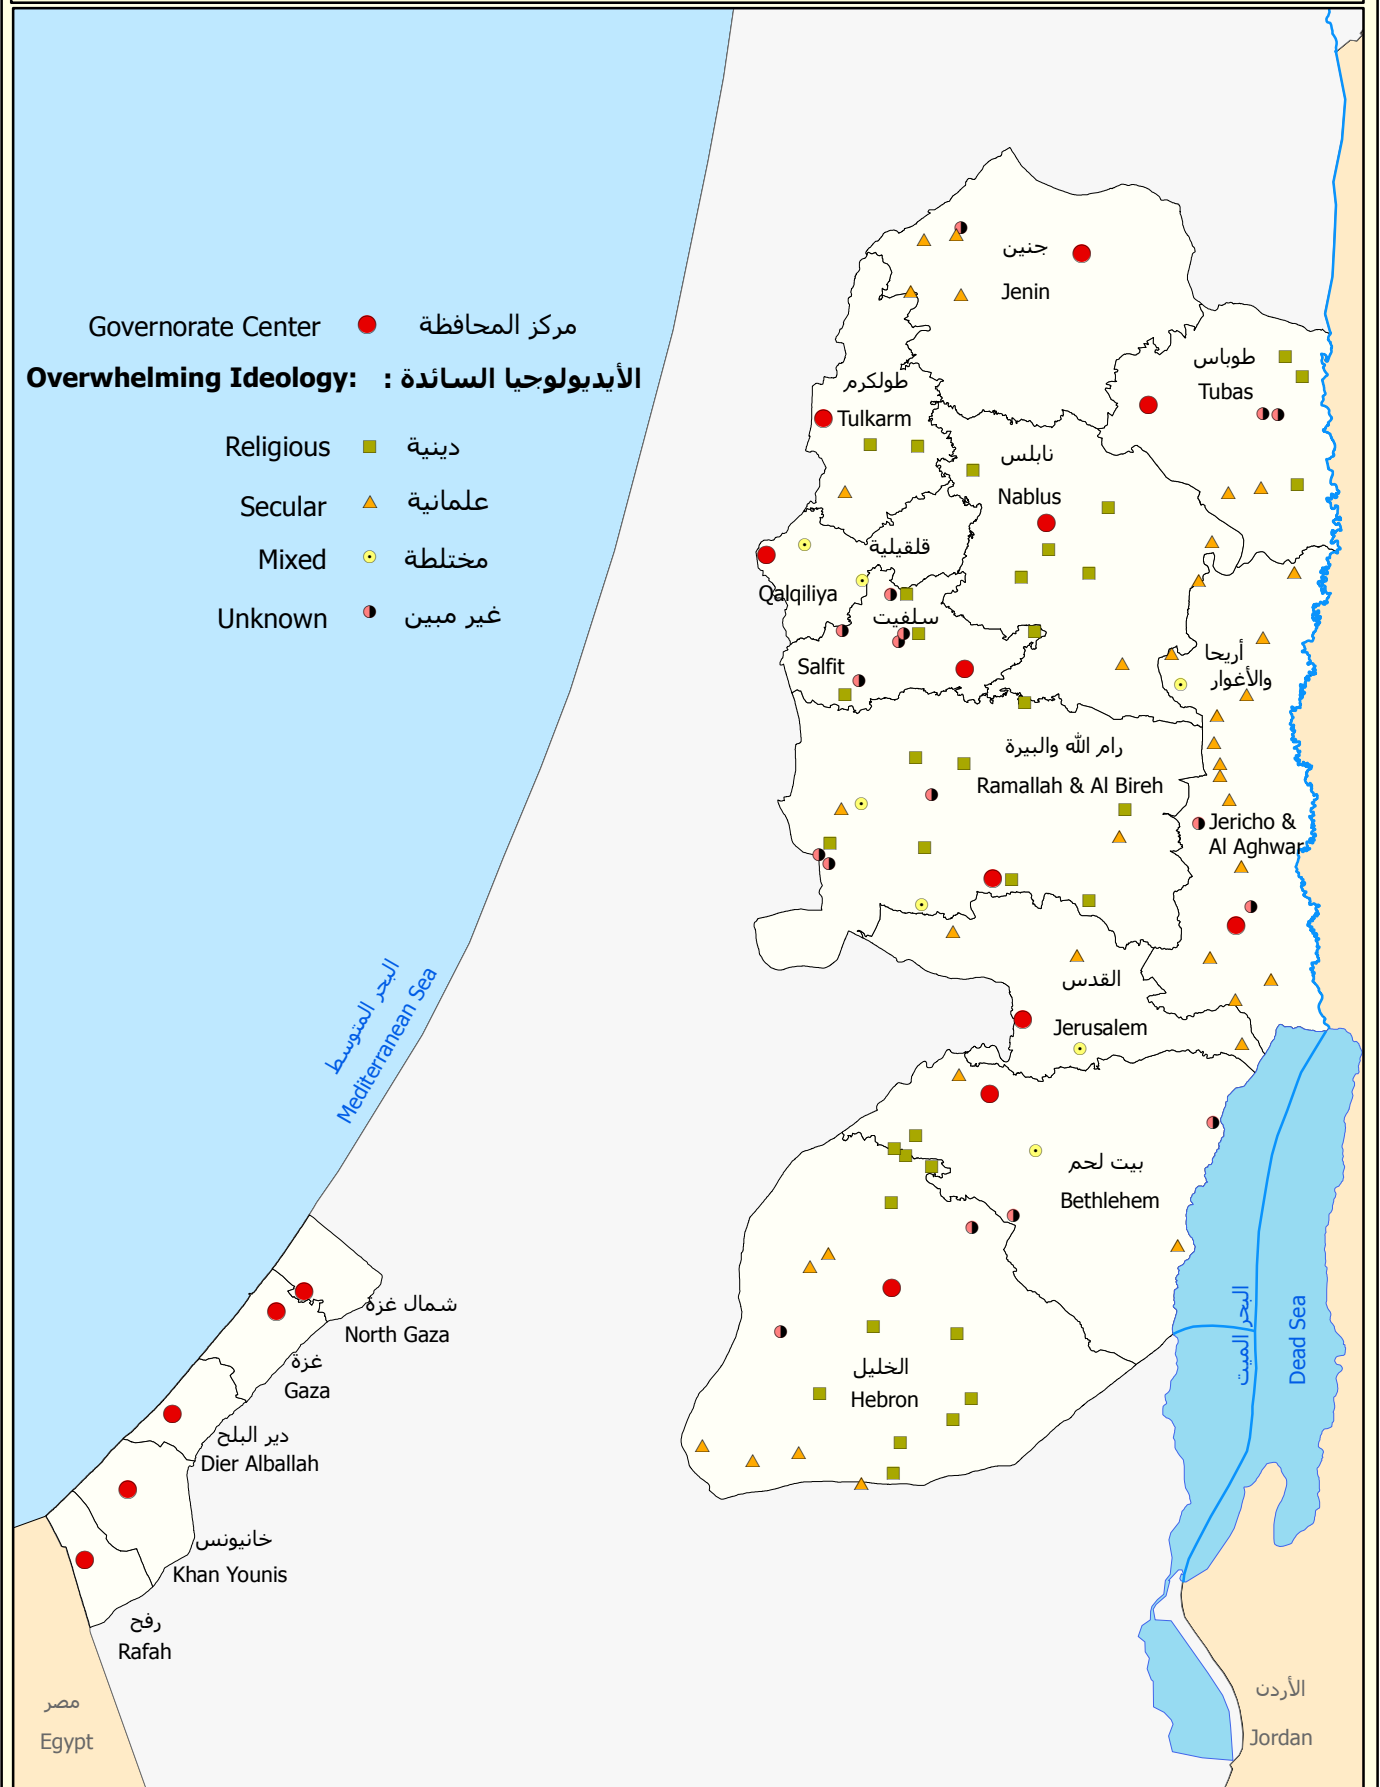 Governorate Center مركز المحافظة
Overwhelming Ideology: الأيديولوجيا السائدة :
Religious دينية
Secular علمانية
Mixed مختلطة
Unknown غير مبين
جنين
Jenin
طوباس
Tubas
طولكرم
Tulkarm
نابلس
Nablus
قلقيلية
Qalqiliya
سلفيت
Salfit
أريحا
والأغوار
رام الله والبيرة
Ramallah & Al Bireh
Jericho &
Al Aghwar
القدس
Jerusalem
البحر المتوسط
Mediterranean Sea
بيت لحم
Bethlehem
البحر الميت
Dead Sea
الخليل
Hebron
شمال غزة
North Gaza
غزة
Gaza
دير البلح
Dier Alballah
خانيونس
Khan Younis
رفح
Rafah
مصر
Egypt
الأردن
Jordan